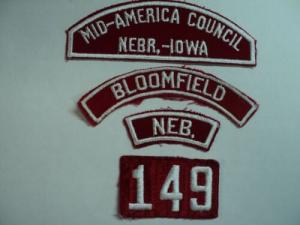 MID-AMERICA COUNCIL
NEBR.-IOWA
BLOOMFIELD
NEB.
149